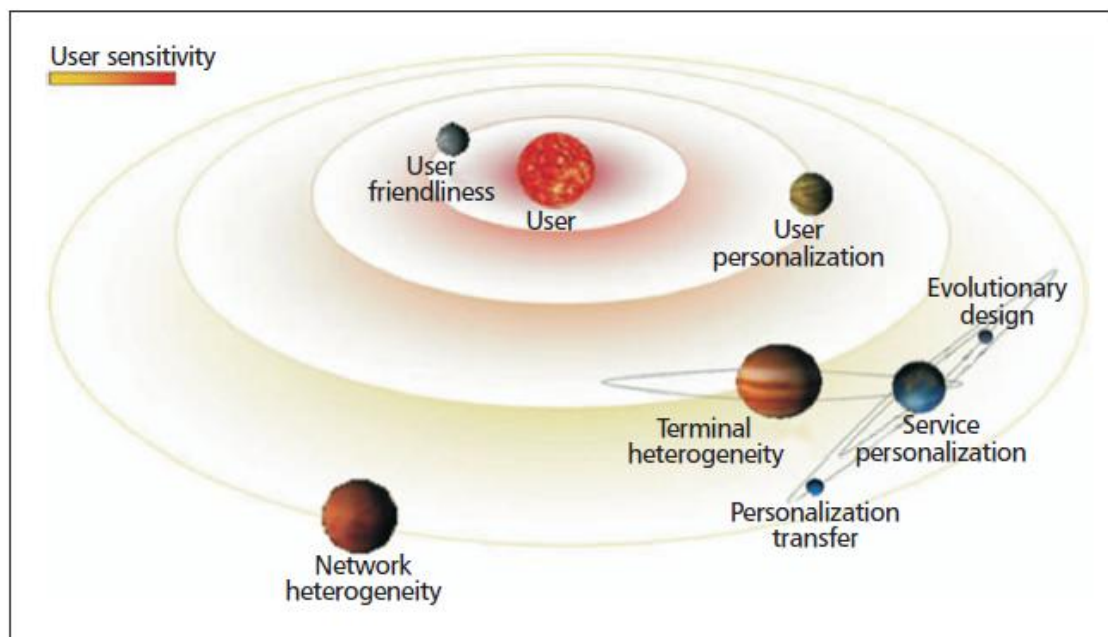 User sensitivity
User
friendliness
User
User
personalization
Evolutionary
design
Terminal
heterogeneity
Service
personalization
Personalization
transfer
Network
heterogeneity